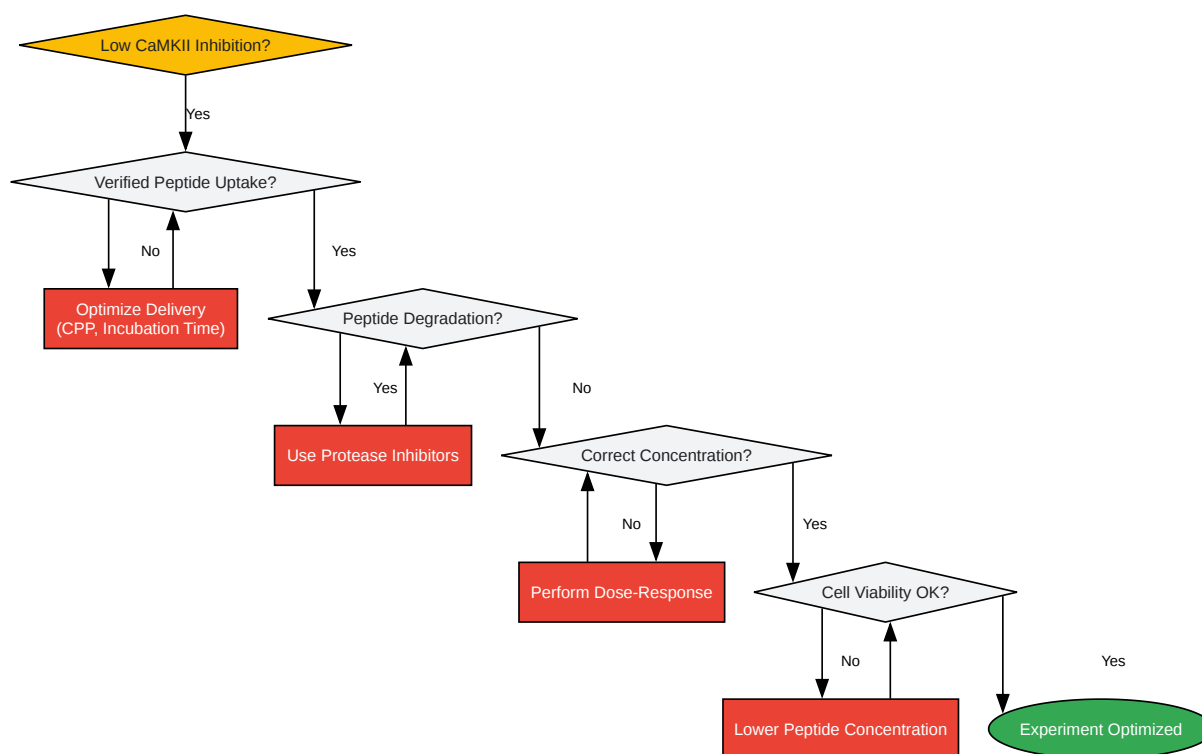 Low CaMKII Inhibition?
Yes
Verified Peptide Uptake?
No
Yes
Optimize Delivery
(CPP, Incubation Time)
Peptide Degradation?
Yes
No
Use Protease Inhibitors
Correct Concentration?
No
Yes
Perform Dose-Response
Cell Viability OK?
No
Yes
Lower Peptide Concentration
Experiment Optimized